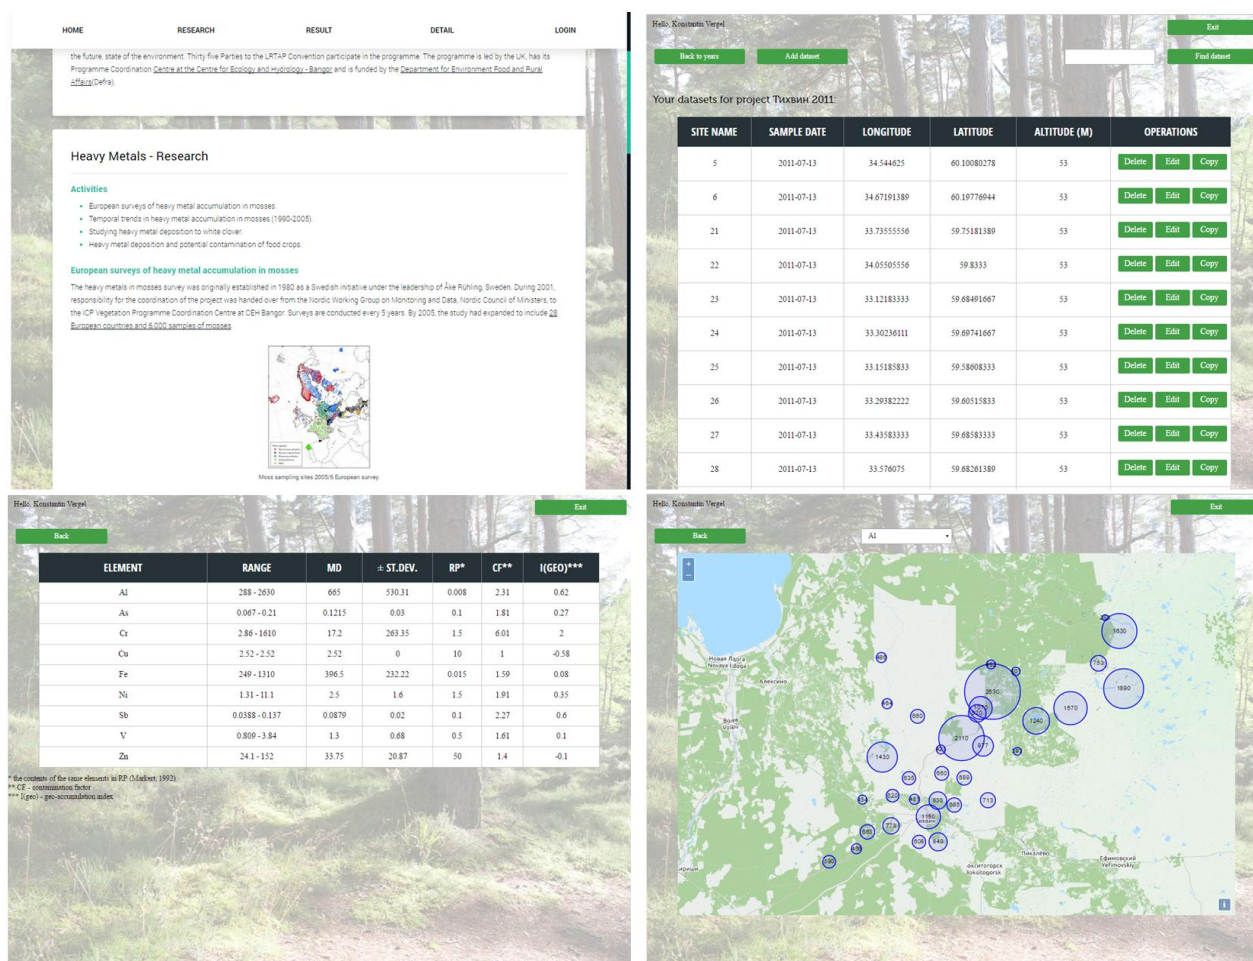 HOME RESEARCH RESULT DETAIL LOGIN
the future, state of the environment. Thirty five Parties to the LRTAP Convention participate in the programme. The programme is led by the UK, has its
Programme Coordination Centre at the Centre for Ecology and Hydrology - Bangor and is funded by the Department for Environment Food and Rural
Affairs(Defra).
Heavy Metals - Research
Activities
European surveys of heavy metal accumulation in mosses.
Temporal trends in heavy metal accumulation in mosses (1990-2005).
Studying heavy metal deposition to white clover.
Heavy metal deposition and potential contamination of food crops.
European surveys of heavy metal accumulation in mosses
The heavy metals in mosses survey was originally established in 1980 as a Swedish initiative under the leadership of Åke Rühling, Sweden. During 2001,
responsibility for the coordination of the project was handed over from the Nordic Working Group on Monitoring and Data, Nordic Council of Ministers, to
the ICP Vegetation Programme Coordination Centre at CEH Bangor. Surveys are conducted every 5 years. By 2005, the study had expanded to include 28
European countries and 6,000 samples of mosses.
Moss sampling sites 2005/6 European survey.
Hello, Konstantin Vergel
Exit
Back to years Add dataset Find dataset
Your datasets for project Тихвин 2011:
SITE NAME SAMPLE DATE LONGITUDE LATITUDE ALTITUDE (M) OPERATIONS
5 2011-07-13 34.544625 60.10080278 53 Delete Edit Copy
6 2011-07-13 34.67191389 60.19776944 53 Delete Edit Copy
21 2011-07-13 33.73555556 59.75181389 53 Delete Edit Copy
22 2011-07-13 34.05505556 59.8333 53 Delete Edit Copy
23 2011-07-13 33.12183333 59.68491667 53 Delete Edit Copy
24 2011-07-13 33.30236111 59.69741667 53 Delete Edit Copy
25 2011-07-13 33.15185833 59.58608333 53 Delete Edit Copy
26 2011-07-13 33.29382222 59.60515833 53 Delete Edit Copy
27 2011-07-13 33.43583333 59.68583333 53 Delete Edit Copy
28 2011-07-13 33.576075 59.68261389 53 Delete Edit Copy
Hello, Konstantin Vergel
Exit
Back
ELEMENT RANGE MD ± ST.DEV. RP* CF** I(GEO)***
Al 288 - 2630 665 530.31 0.008 2.31 0.62
As 0.067 - 0.21 0.1215 0.03 0.1 1.81 0.27
Cr 2.86 - 1610 17.2 263.35 1.5 6.01 2
Cu 2.52 - 2.52 2.52 0 10 1 -0.58
Fe 249 - 1310 396.5 232.22 0.015 1.59 0.08
Ni 1.31 - 11.1 2.5 1.6 1.5 1.91 0.35
Sb 0.0388 - 0.137 0.0879 0.02 0.1 2.27 0.6
V 0.809 - 3.84 1.3 0.68 0.5 1.61 0.1
Zn 24.1 - 152 33.75 20.87 50 1.4 -0.1
* the contents of the same elements in RP (Markert, 1992)
** CF - contamination factor
*** I(geo) - geo-accumulation index
Hello, Konstantin Vergel
Exit
Back Al
+
−
1630
753
1890
Новая Ладога
Novaya Ladoga
Алексино
2630
1570
660
1240
2110
977
1430
635
660
689
713
1150
773
849
590
Пикалёво
Ефимовский
Yefimovskiy
i